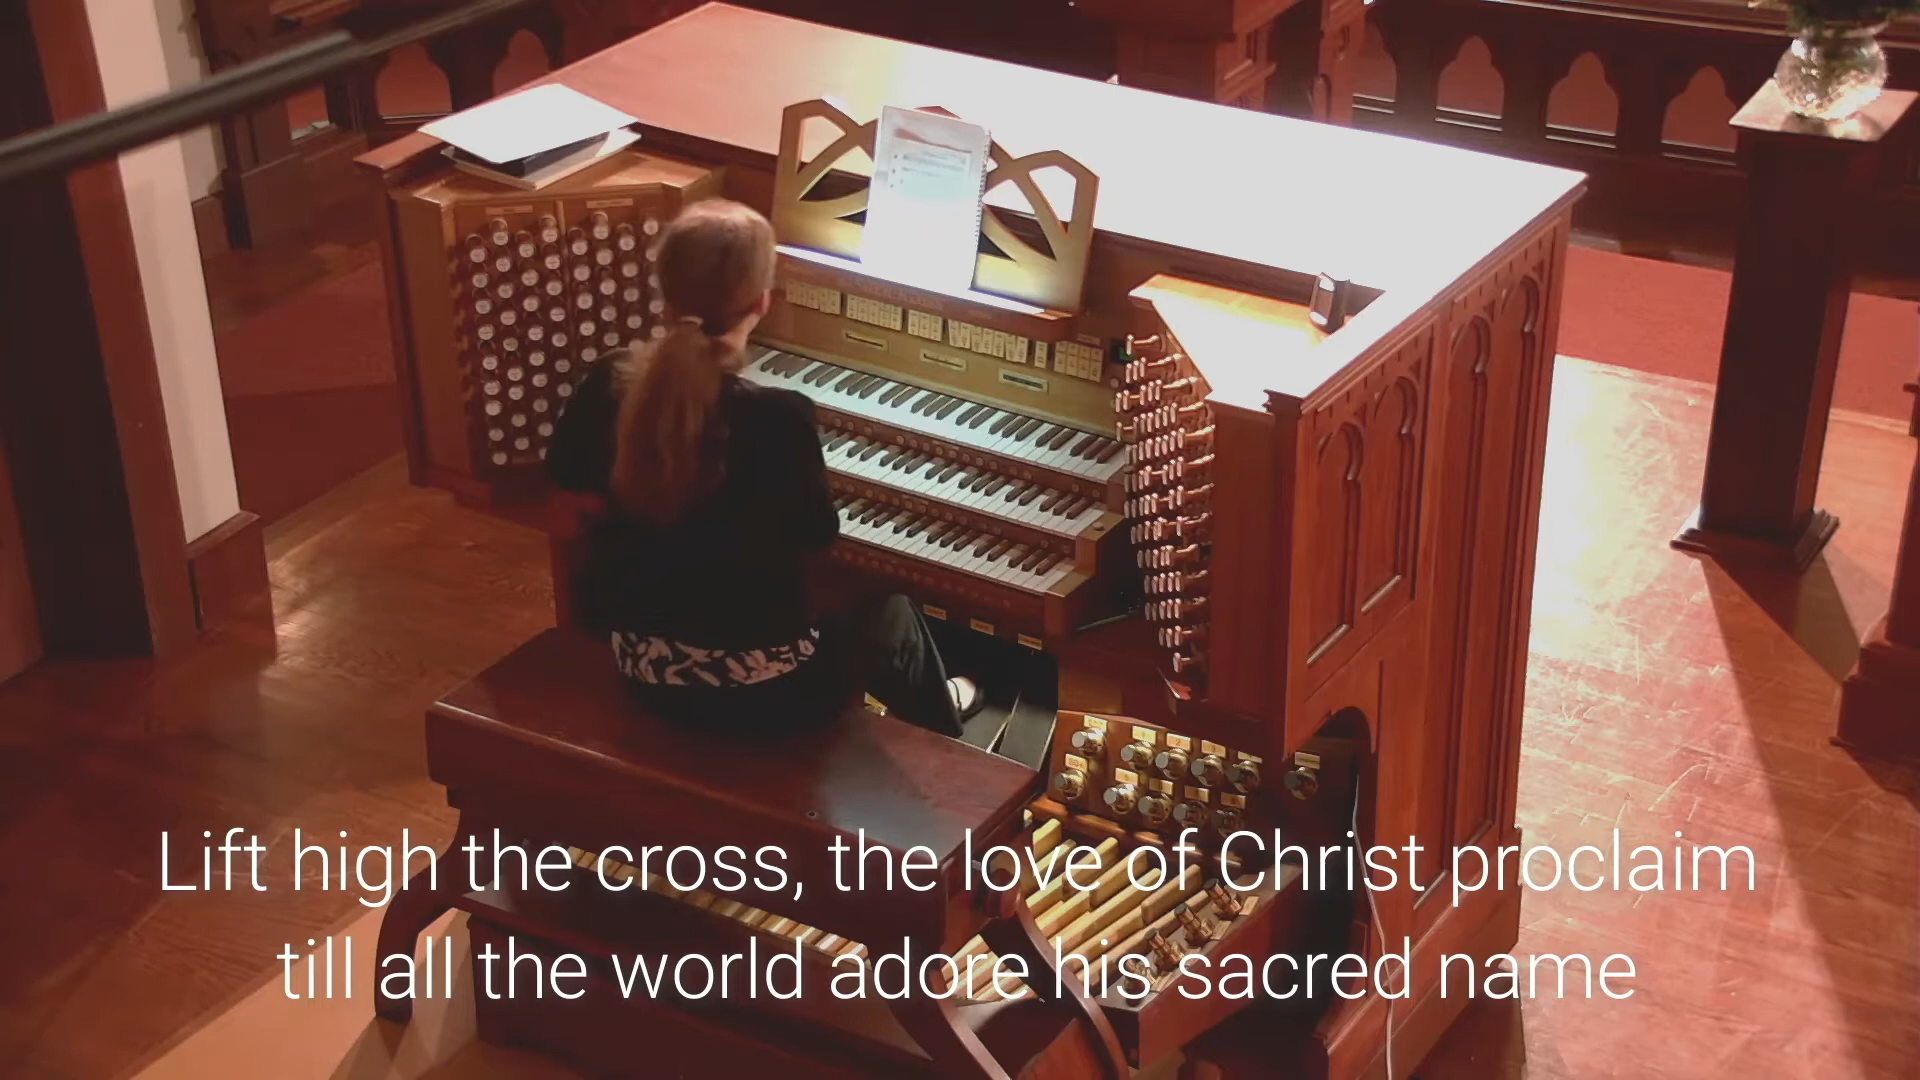 Lift high the cross, the love of Christ proclaim
till all the world adore his sacred name